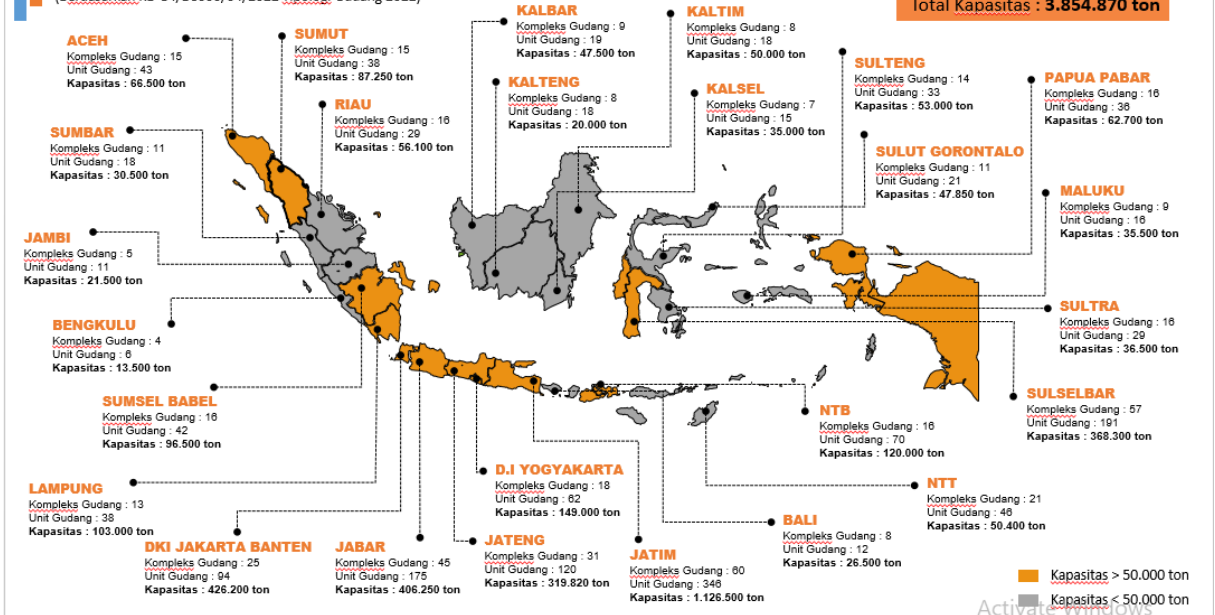 Total Kapasitas : 3.854.870 ton
ACEH
Kompleks Gudang : 15
Unit Gudang : 43
Kapasitas : 66.500 ton
SUMUT
Kompleks Gudang : 15
Unit Gudang : 38
Kapasitas : 87.250 ton
KALBAR
Kompleks Gudang : 9
Unit Gudang : 19
Kapasitas : 47.500 ton
KALTIM
Kompleks Gudang : 8
Unit Gudang : 18
Kapasitas : 50.000 ton
SULTENG
Kompleks Gudang : 14
Unit Gudang : 33
Kapasitas : 53.000 ton
PAPUA PABAR
Kompleks Gudang : 16
Unit Gudang : 36
Kapasitas : 62.700 ton
RIAU
Kompleks Gudang : 16
Unit Gudang : 29
Kapasitas : 56.100 ton
KALTENG
Kompleks Gudang : 8
Unit Gudang : 18
Kapasitas : 20.000 ton
KALSEL
Kompleks Gudang : 7
Unit Gudang : 15
Kapasitas : 35.000 ton
SUMBAR
Kompleks Gudang : 11
Unit Gudang : 18
Kapasitas : 30.500 ton
SULUT GORONTALO
Kompleks Gudang : 11
Unit Gudang : 21
Kapasitas : 47.850 ton
MALUKU
Kompleks Gudang : 9
Unit Gudang : 16
Kapasitas : 35.500 ton
JAMBI
Kompleks Gudang : 5
Unit Gudang : 11
Kapasitas : 21.500 ton
SULTRA
Kompleks Gudang : 16
Unit Gudang : 29
Kapasitas : 36.500 ton
BENGKULU
Kompleks Gudang : 4
Unit Gudang : 6
Kapasitas : 13.500 ton
SUMSEL BABEL
Kompleks Gudang : 16
Unit Gudang : 42
Kapasitas : 96.500 ton
SULSELBAR
Kompleks Gudang : 57
Unit Gudang : 191
Kapasitas : 368.300 ton
NTB
Kompleks Gudang : 16
Unit Gudang : 70
Kapasitas : 120.000 ton
D.I YOGYAKARTA
Kompleks Gudang : 18
Unit Gudang : 62
Kapasitas : 149.000 ton
NTT
Kompleks Gudang : 21
Unit Gudang : 46
Kapasitas : 50.400 ton
LAMPUNG
Kompleks Gudang : 13
Unit Gudang : 38
Kapasitas : 103.000 ton
DKI JAKARTA BANTEN
Kompleks Gudang : 25
Unit Gudang : 94
Kapasitas : 426.200 ton
JABAR
Kompleks Gudang : 45
Unit Gudang : 175
Kapasitas : 406.250 ton
JATENG
Kompleks Gudang : 31
Unit Gudang : 120
Kapasitas : 319.820 ton
JATIM
Kompleks Gudang : 60
Unit Gudang : 346
Kapasitas : 1.126.500 ton
BALI
Kompleks Gudang : 8
Unit Gudang : 12
Kapasitas : 26.500 ton
Kapasitas > 50.000 ton
Kapasitas < 50.000 ton
Activate Windows